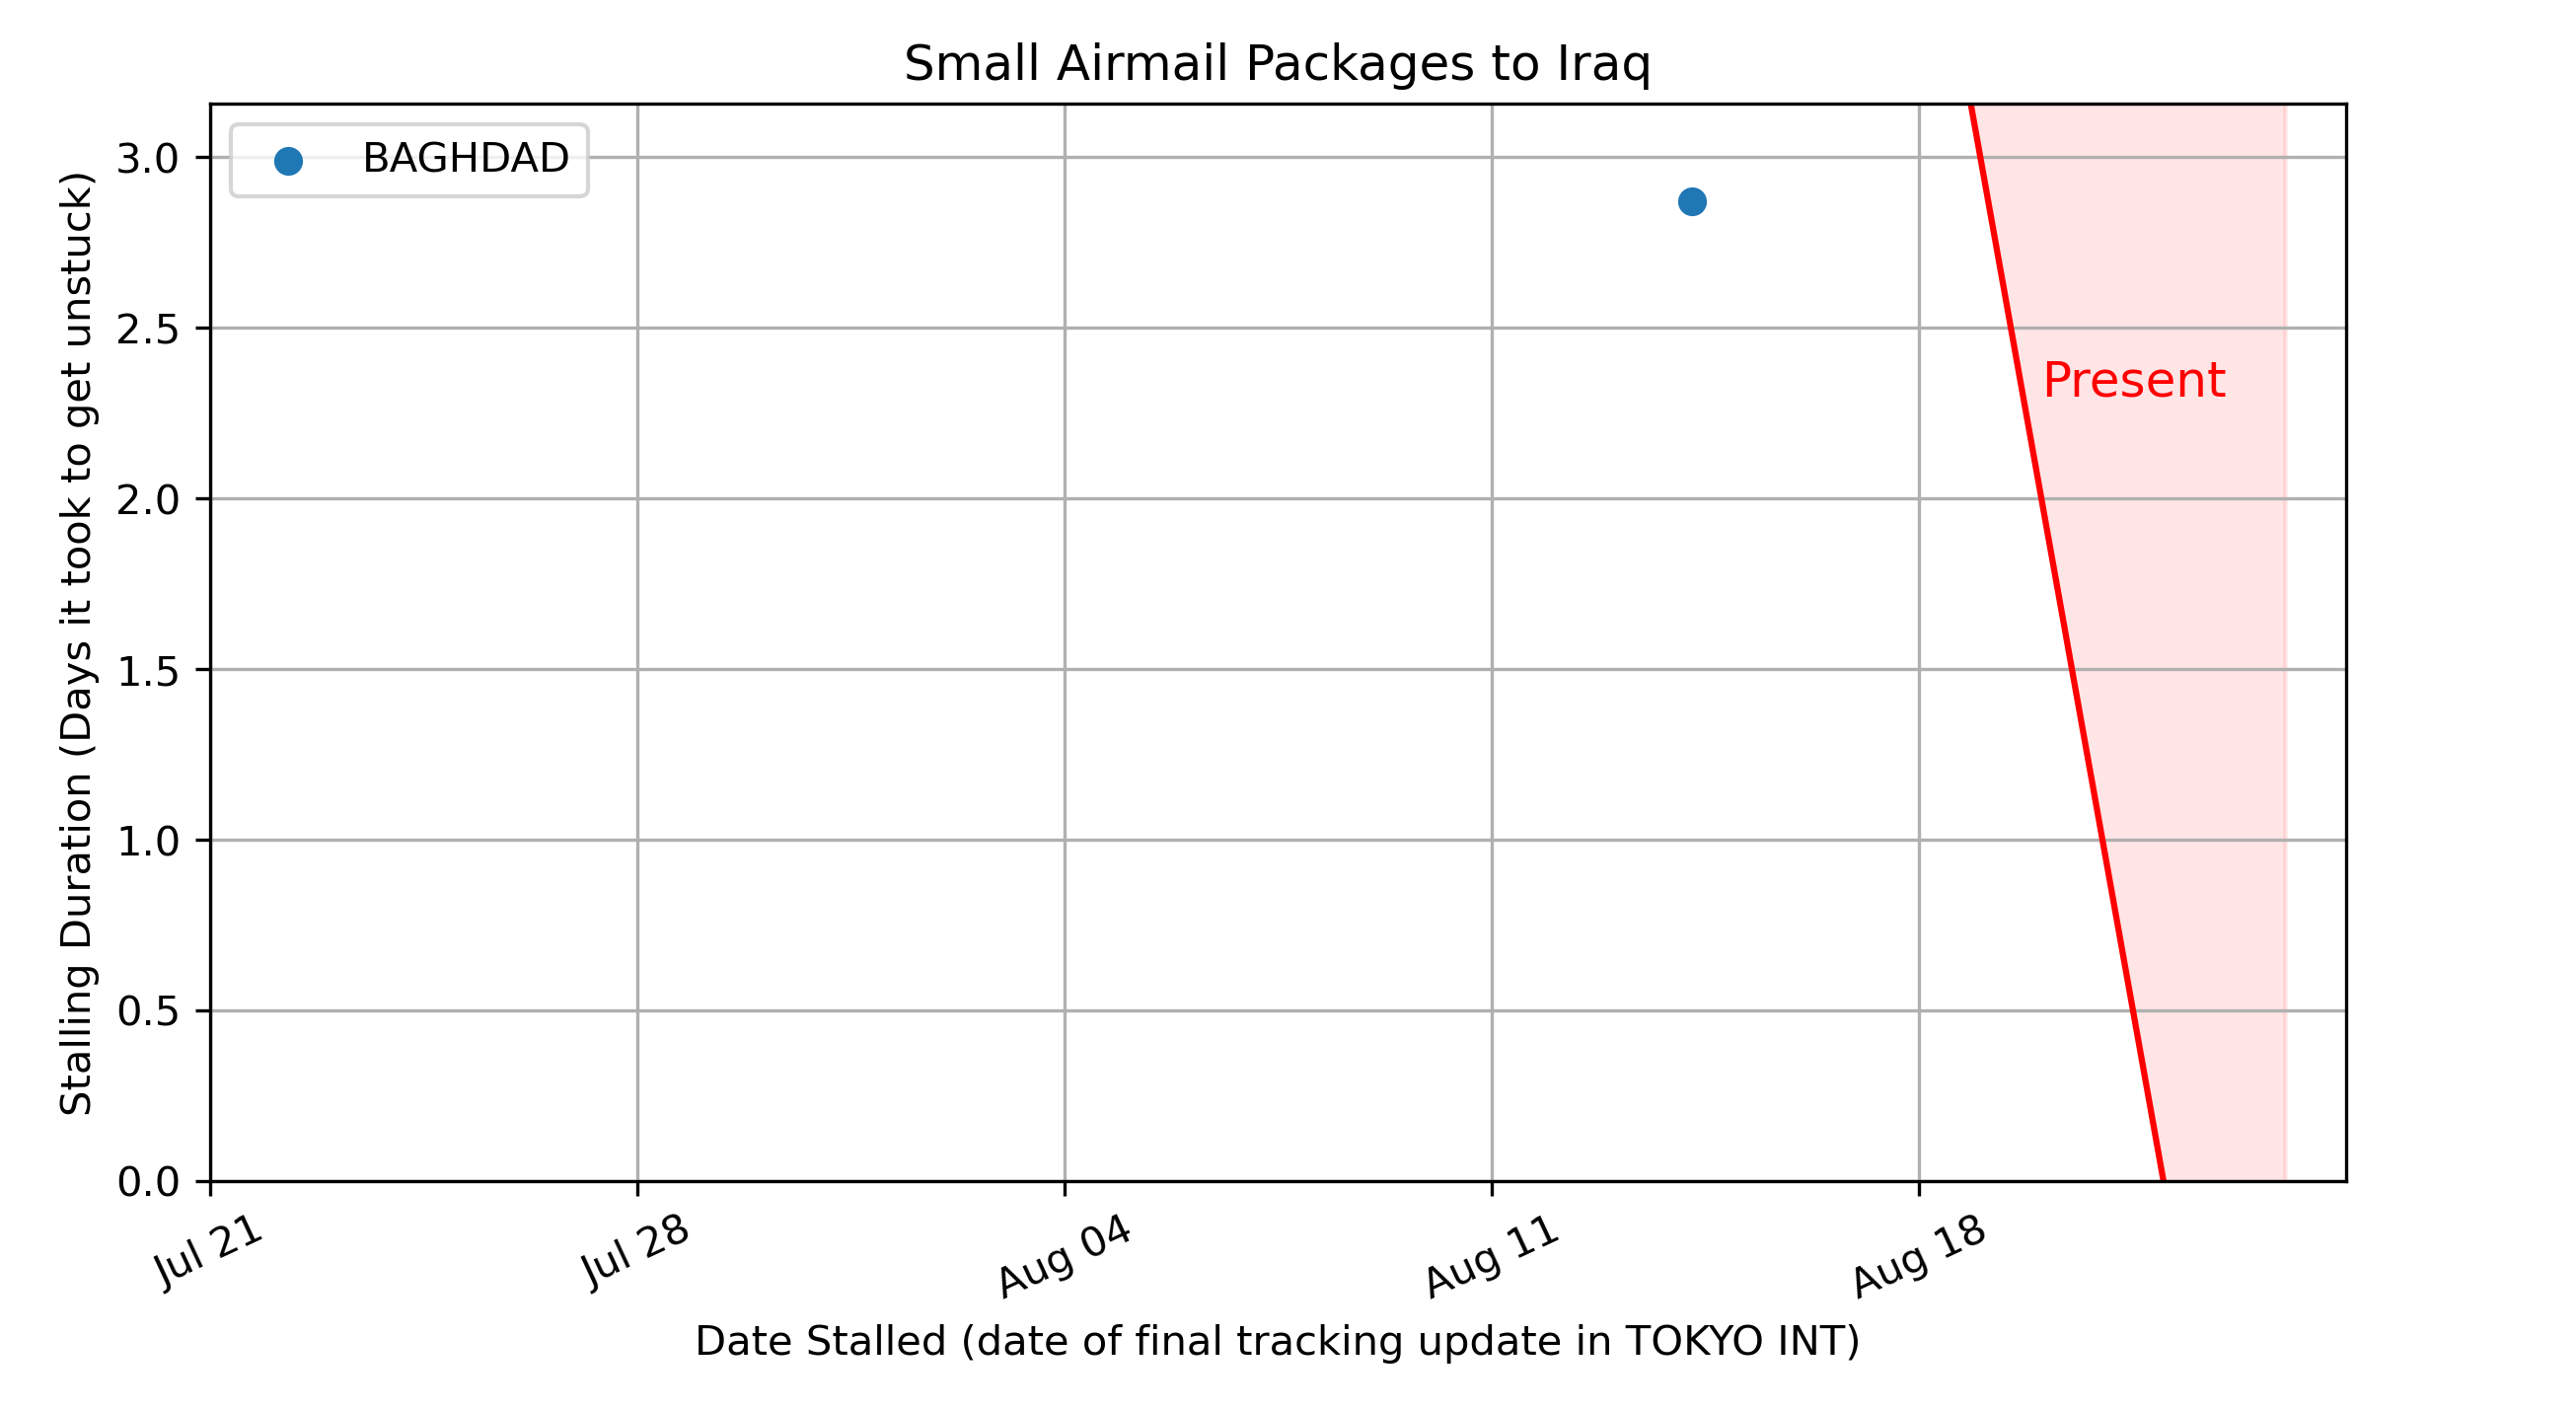 Small Airmail Packages to Iraq
BAGHDAD
Present
Stalling Duration (Days it took to get unstuck)
3.0
2.5
2.0
1.5
1.0
0.5
0.0
Jul 21
Jul 28
Aug 04
Aug 11
Aug 18
Date Stalled (date of final tracking update in TOKYO INT)